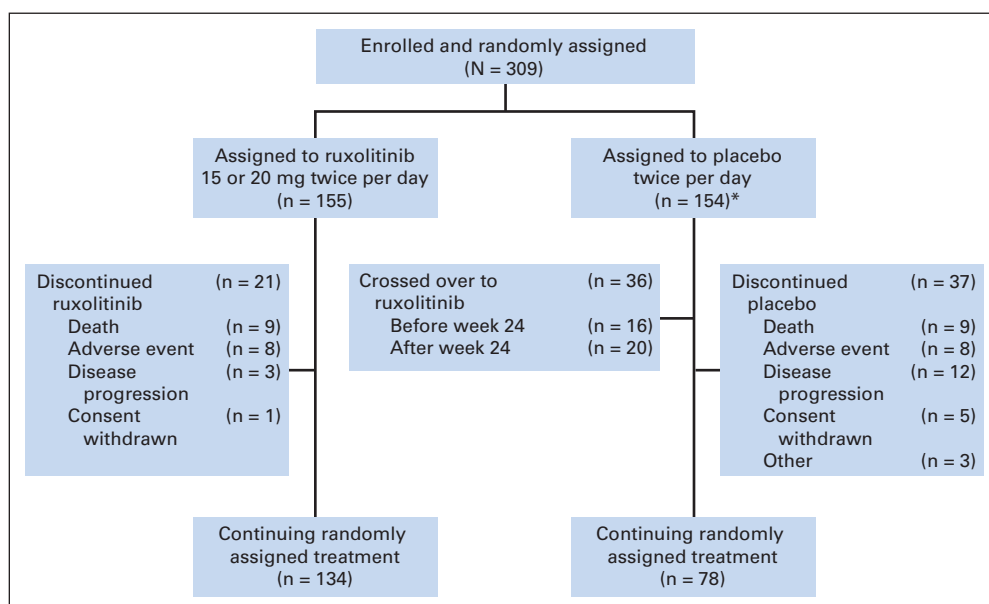 Enrolled and randomly assigned
(N = 309)
Assigned to ruxolitinib
15 or 20 mg twice per day
(n = 155)
Assigned to placebo
twice per day
(n = 154)*
Discontinued (n = 21)
ruxolitinib
Death (n = 9)
Adverse event (n = 8)
Disease (n = 3)
progression
Consent (n = 1)
withdrawn
Crossed over to (n = 36)
ruxolitinib
Before week 24 (n = 16)
After week 24 (n = 20)
Discontinued (n = 37)
placebo
Death (n = 9)
Adverse event (n = 8)
Disease (n = 12)
progression
Consent (n = 5)
withdrawn
Other (n = 3)
Continuing randomly
assigned treatment
(n = 134)
Continuing randomly
assigned treatment
(n = 78)